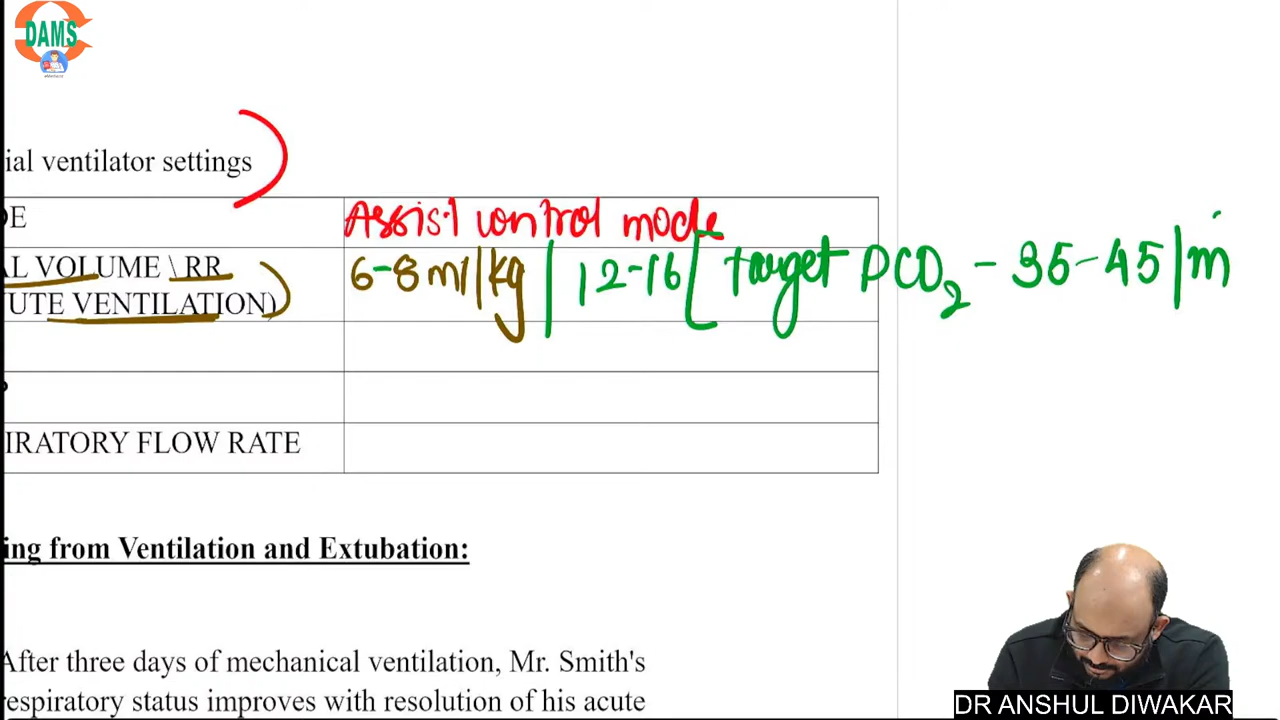 DAMS
ial ventilator settings
DE Assist control mode
AL VOLUME \ RR 6-8 ml/kg | 12-16 [ target PCO2 - 35-45 | m
UTE VENTILATION)
P
IRATORY FLOW RATE
ing from Ventilation and Extubation:
After three days of mechanical ventilation, Mr. Smith's
respiratory status improves with resolution of his acute
DR ANSHUL DIWAKAR